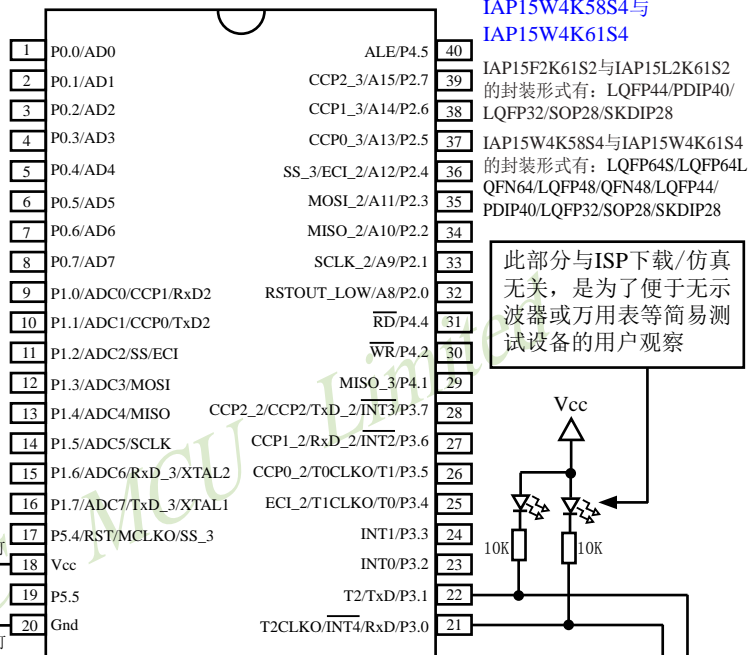 IAP15W4K58S4与
IAP15W4K61S4
IAP15F2K61S2与IAP15L2K61S2
的封装形式有：LQFP44/PDIP40/
LQFP32/SOP28/SKDIP28
IAP15W4K58S4与IAP15W4K61S4
的封装形式有：LQFP64S/LQFP64L
QFN64/LQFP48/QFN48/LQFP44/
PDIP40/LQFP32/SOP28/SKDIP28
此部分与ISP下载/仿真
无关，是为了便于无示
波器或万用表等简易测
试设备的用户观察
1 P0.0/AD0 ALE/P4.5 40
2 P0.1/AD1 CCP2_3/A15/P2.7 39
3 P0.2/AD2 CCP1_3/A14/P2.6 38
4 P0.3/AD3 CCP0_3/A13/P2.5 37
5 P0.4/AD4 SS_3/ECI_2/A12/P2.4 36
6 P0.5/AD5 MOSI_2/A11/P2.3 35
7 P0.6/AD6 MISO_2/A10/P2.2 34
8 P0.7/AD7 SCLK_2/A9/P2.1 33
9 P1.0/ADC0/CCP1/RxD2 RSTOUT_LOW/A8/P2.0 32
10 P1.1/ADC1/CCP0/TxD2 RD/P4.4 31
11 P1.2/ADC2/SS/ECI WR/P4.2 30
12 P1.3/ADC3/MOSI MISO_3/P4.1 29
13 P1.4/ADC4/MISO CCP2_2/CCP2/TxD_2/INT3/P3.7 28
14 P1.5/ADC5/SCLK CCP1_2/RxD_2/INT2/P3.6 27
15 P1.6/ADC6/RxD_3/XTAL2 CCP0_2/T0CLKO/T1/P3.5 26
16 P1.7/ADC7/TxD_3/XTAL1 ECI_2/T1CLKO/T0/P3.4 25
17 P5.4/RST/MCLKO/SS_3 INT1/P3.3 24
18 Vcc INT0/P3.2 23
19 P5.5 T2/TxD/P3.1 22
20 Gnd T2CLKO/INT4/RxD/P3.0 21
Vcc
10K 10K
MCU Limited